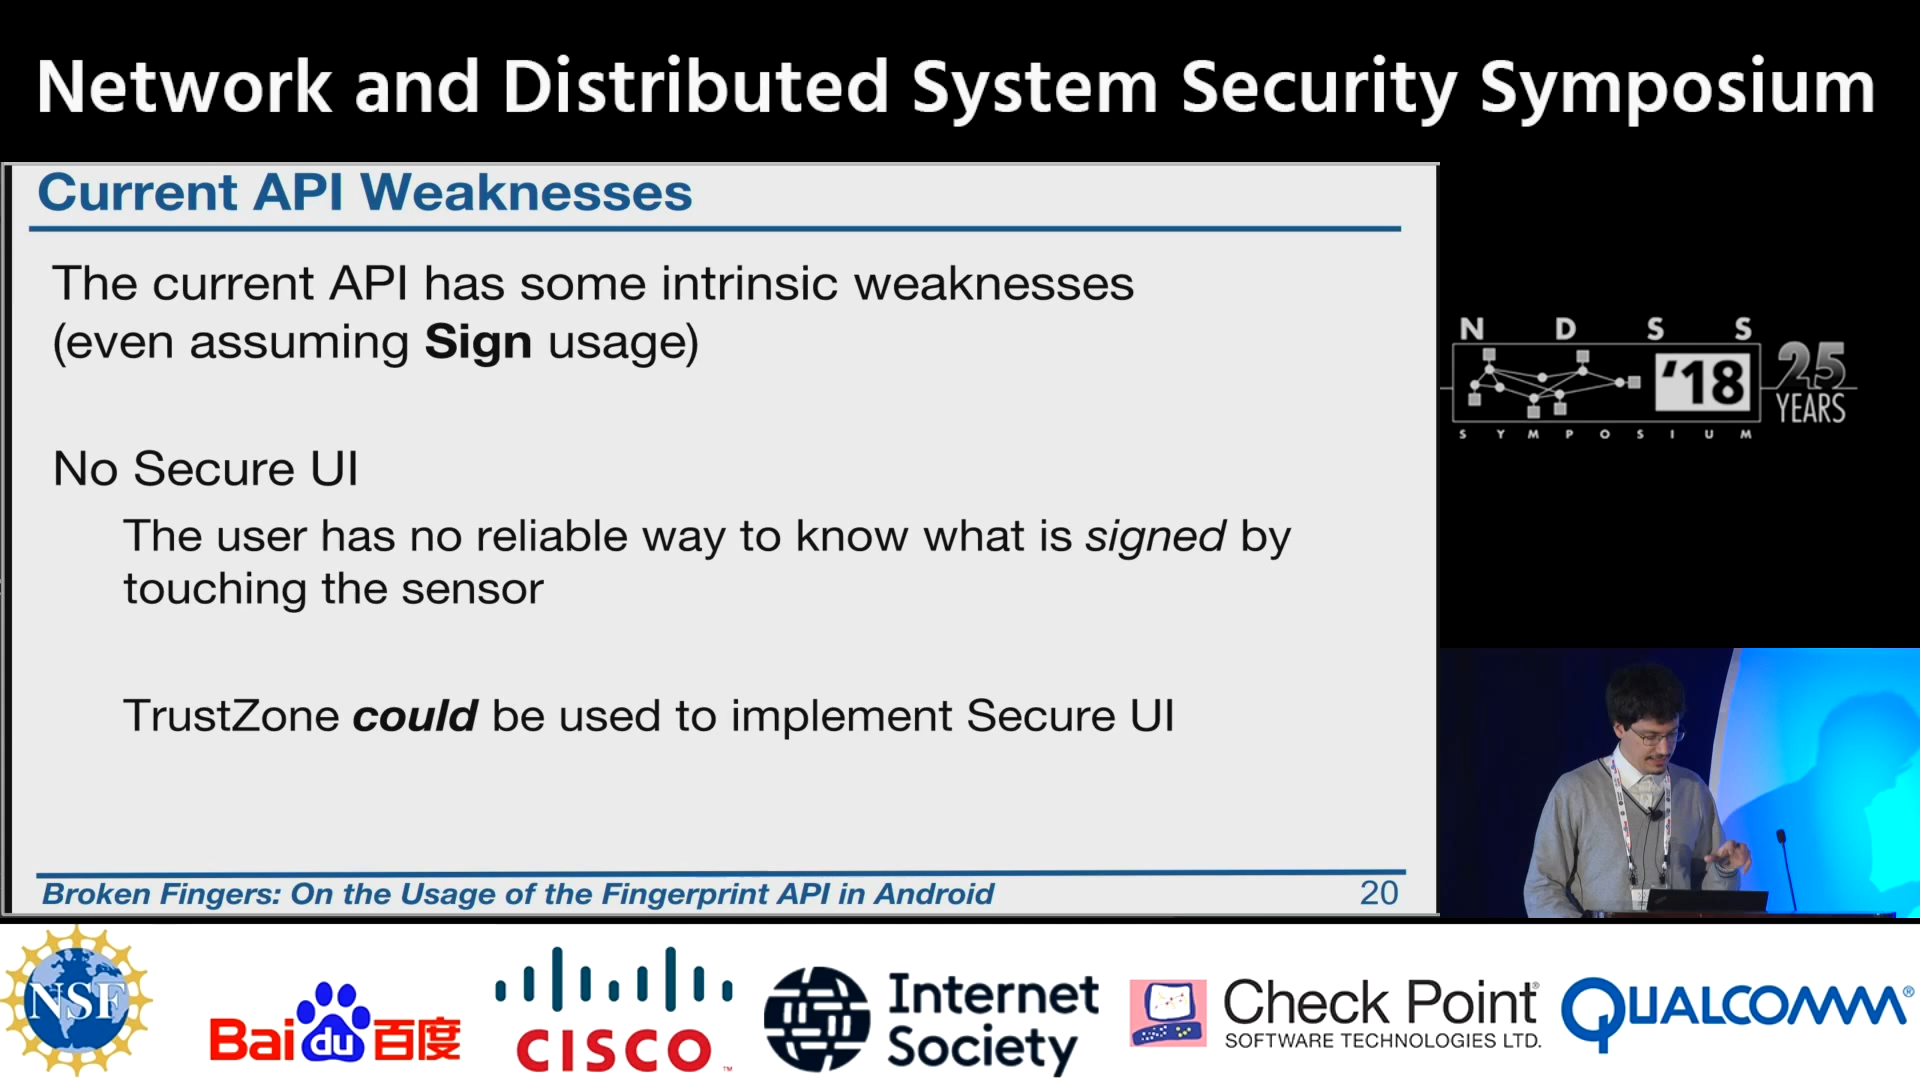 Network and Distributed System Security Symposium
Current API Weaknesses
The current API has some intrinsic weaknesses
(even assuming Sign usage)
No Secure UI
The user has no reliable way to know what is signed by
touching the sensor
TrustZone could be used to implement Secure UI
Broken Fingers: On the Usage of the Fingerprint API in Android
20
N D S S
'18
25
YEARS
S Y M P O S I U M
NSF
Bai du 百度
CISCO™
Internet
Society
Check Point®
SOFTWARE TECHNOLOGIES LTD.
QUALCOMM®